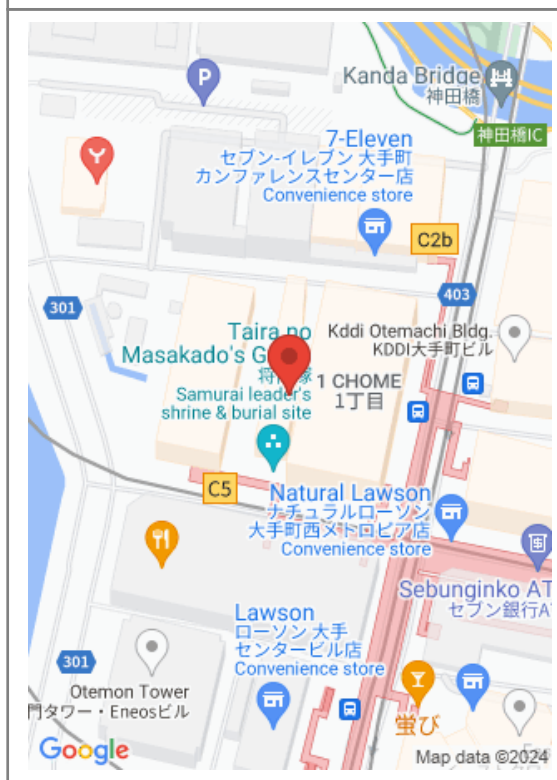 Kanda Bridge
神田橋
P
神田橋IC
7-Eleven
セブン-イレブン 大手町
カンファレンスセンター店
Convenience store
C2b
403
301
Taira no
Masakado's G
Samurai leader's
shrine & burial site
Kddi Otemachi Bldg.
KDDI大手町ビル
1 CHOME
1丁目
C5
Natural Lawson
ナチュラルローソン
大手町西メトロピア店
Convenience store
Sebunginko AT
セブン銀行A
Lawson
ローソン 大手
センタービル店
Convenience store
301
Otemon Tower
門タワー・Eneosビル
蛍び
Google
Map data ©2024